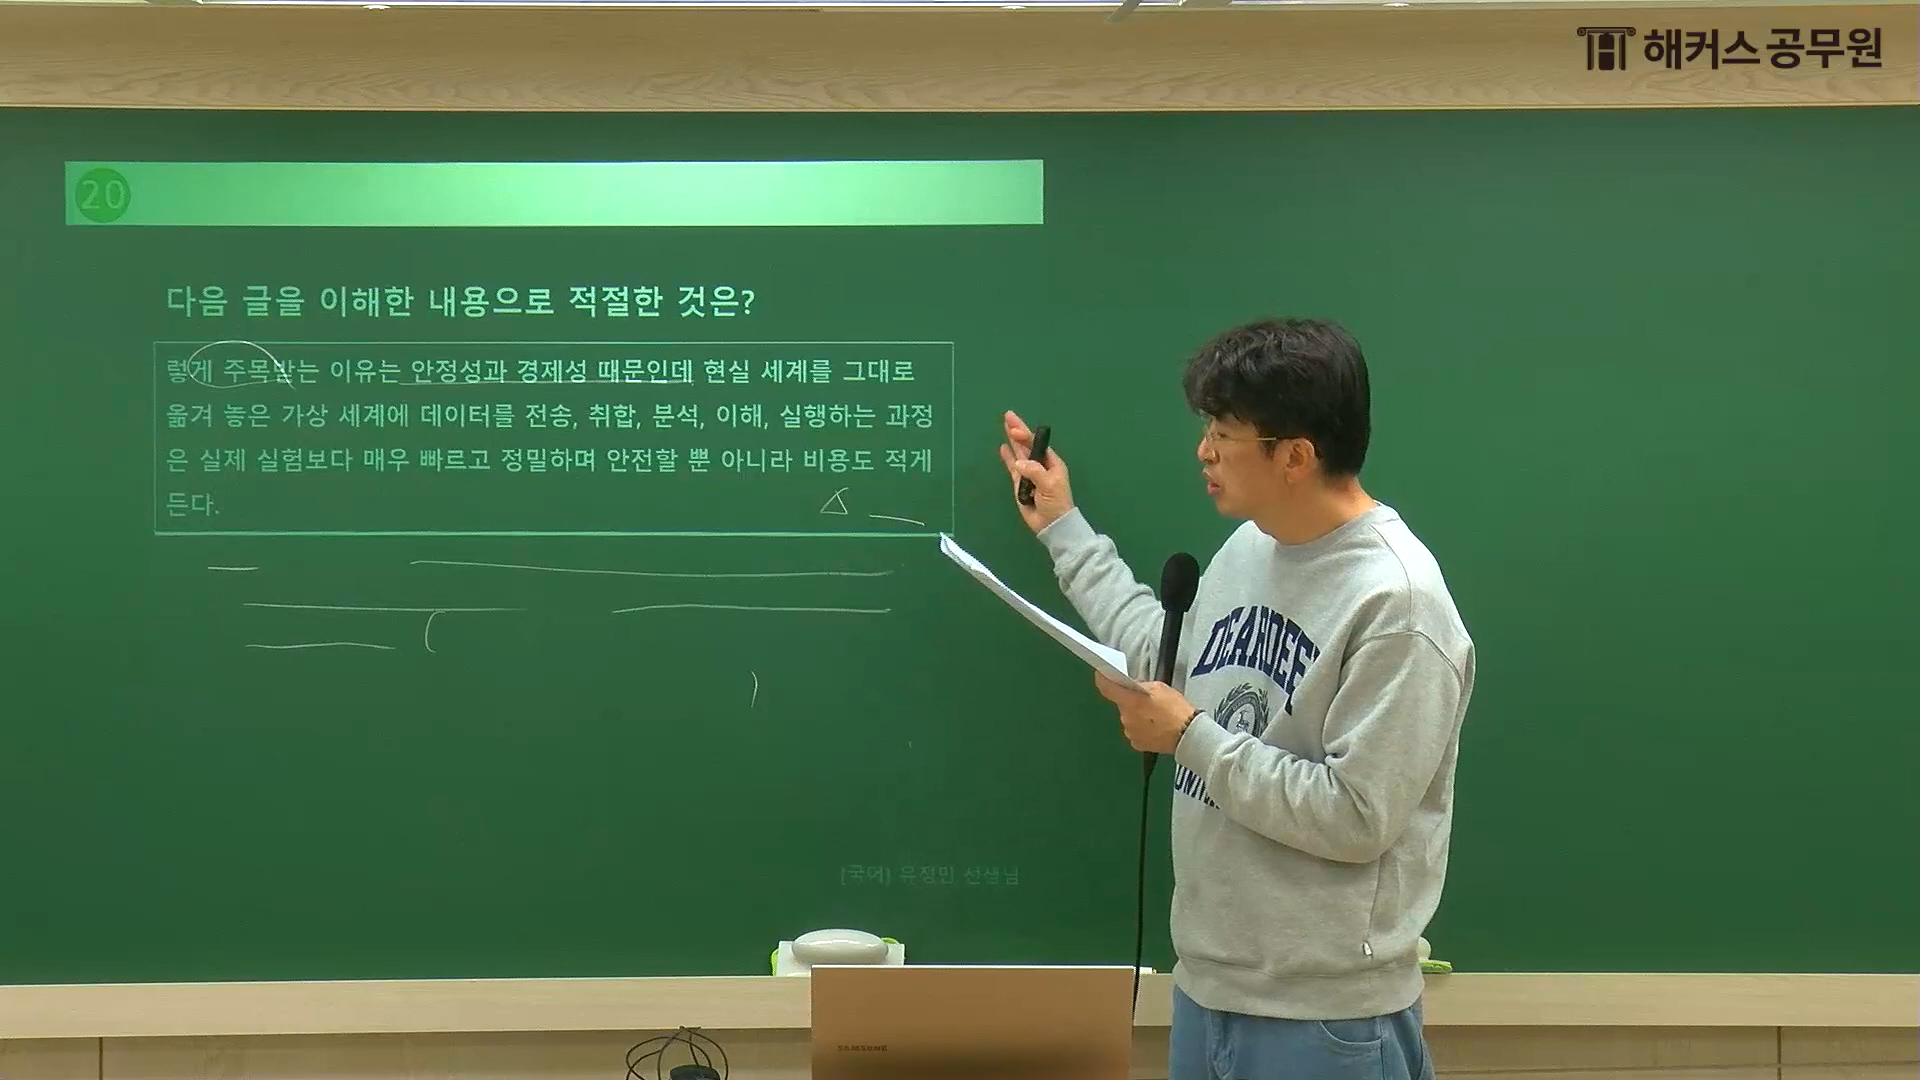 해커스공무원
20
다음 글을 이해한 내용으로 적절한 것은?
렇게 주목받는 이유는 안정성과 경제성 때문인데 현실 세계를 그대로
옮겨 놓은 가상 세계에 데이터를 전송, 취합, 분석, 이해, 실행하는 과정
은 실제 실험보다 매우 빠르고 정밀하며 안전할 뿐 아니라 비용도 적게
든다.
[국어] 유정민 선생님
SAMSUNG